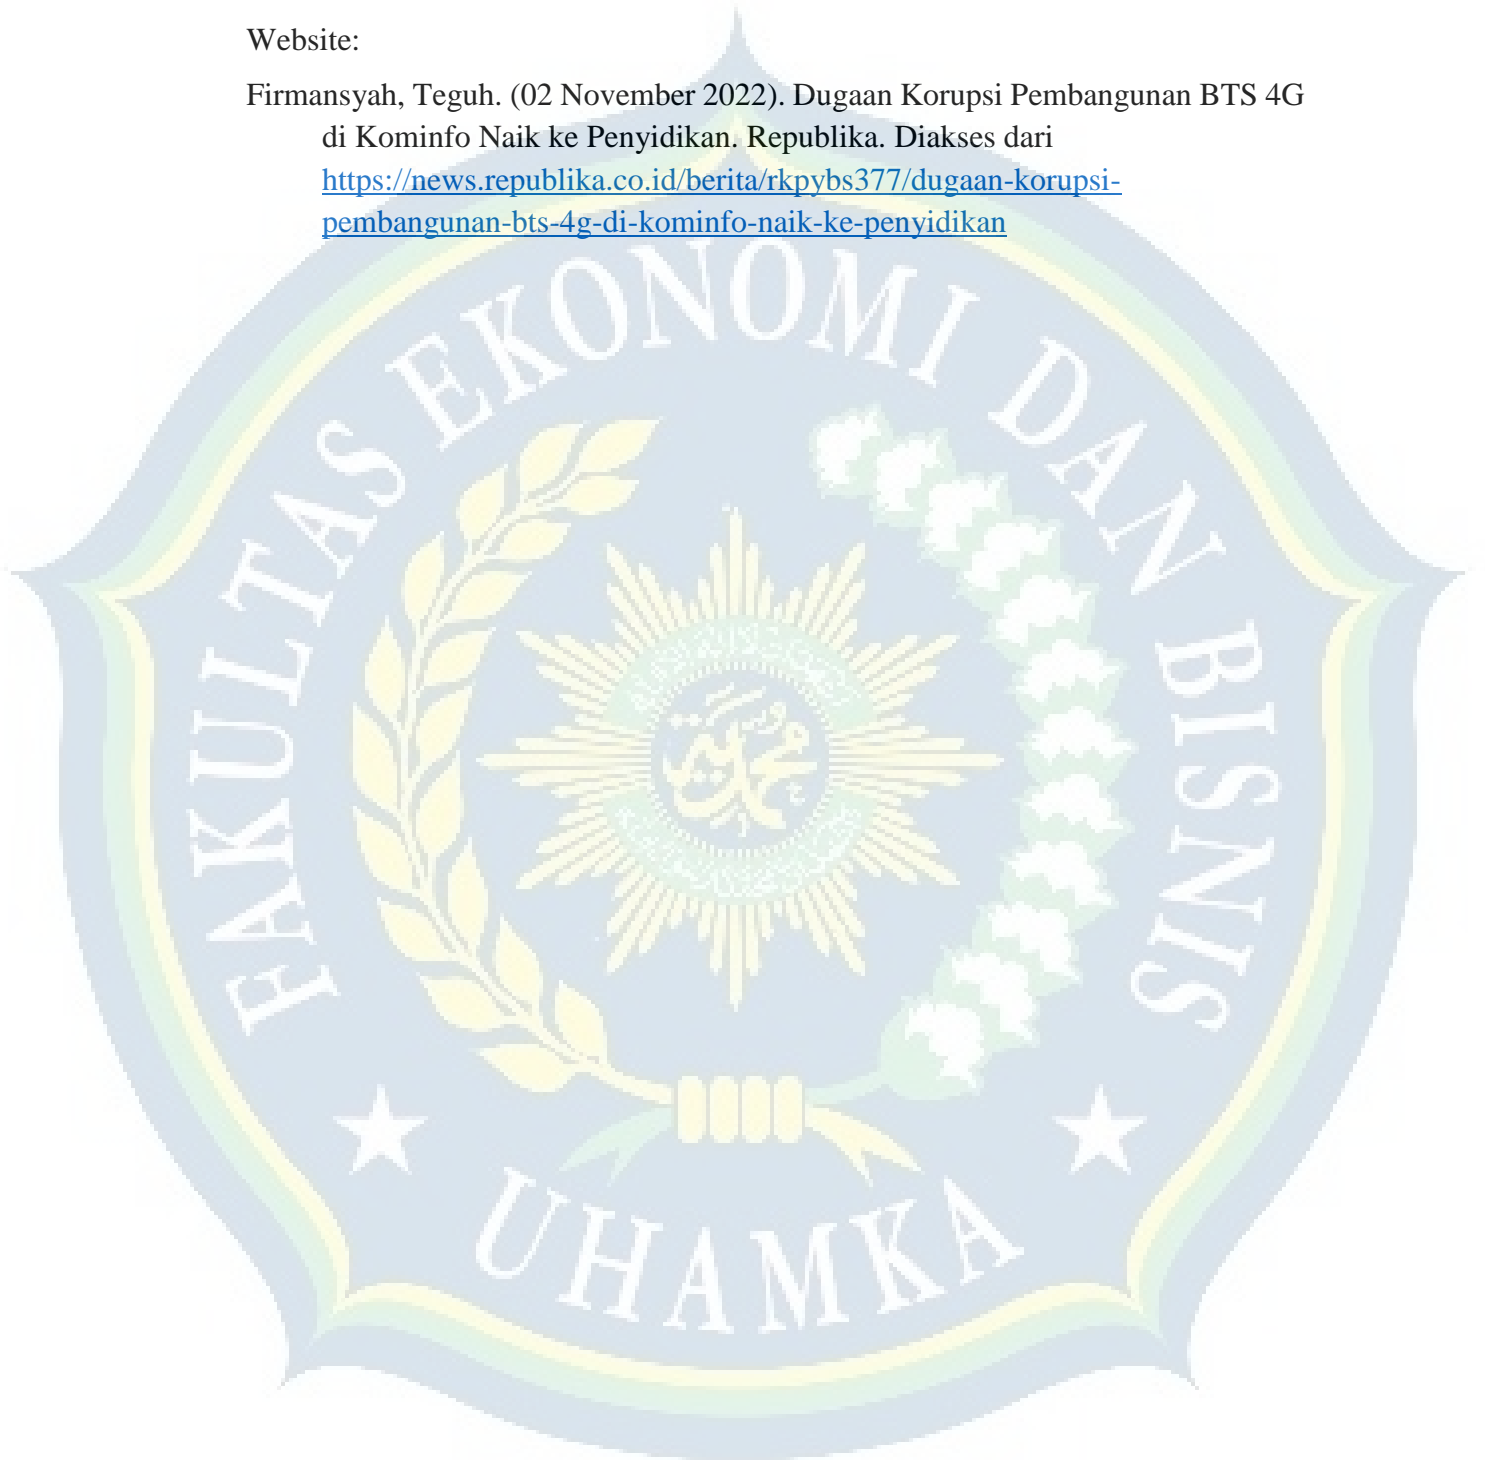 Website:
Firmansyah, Teguh. (02 November 2022). Dugaan Korupsi Pembangunan BTS 4G
di Kominfo Naik ke Penyidikan. Republika. Diakses dari
https://news.republika.co.id/berita/rkpybs377/dugaan-korupsi-
pembangunan-bts-4g-di-kominfo-naik-ke-penyidikan
FAKULTAS EKONOMI DAN BISNIS
UHAMKA